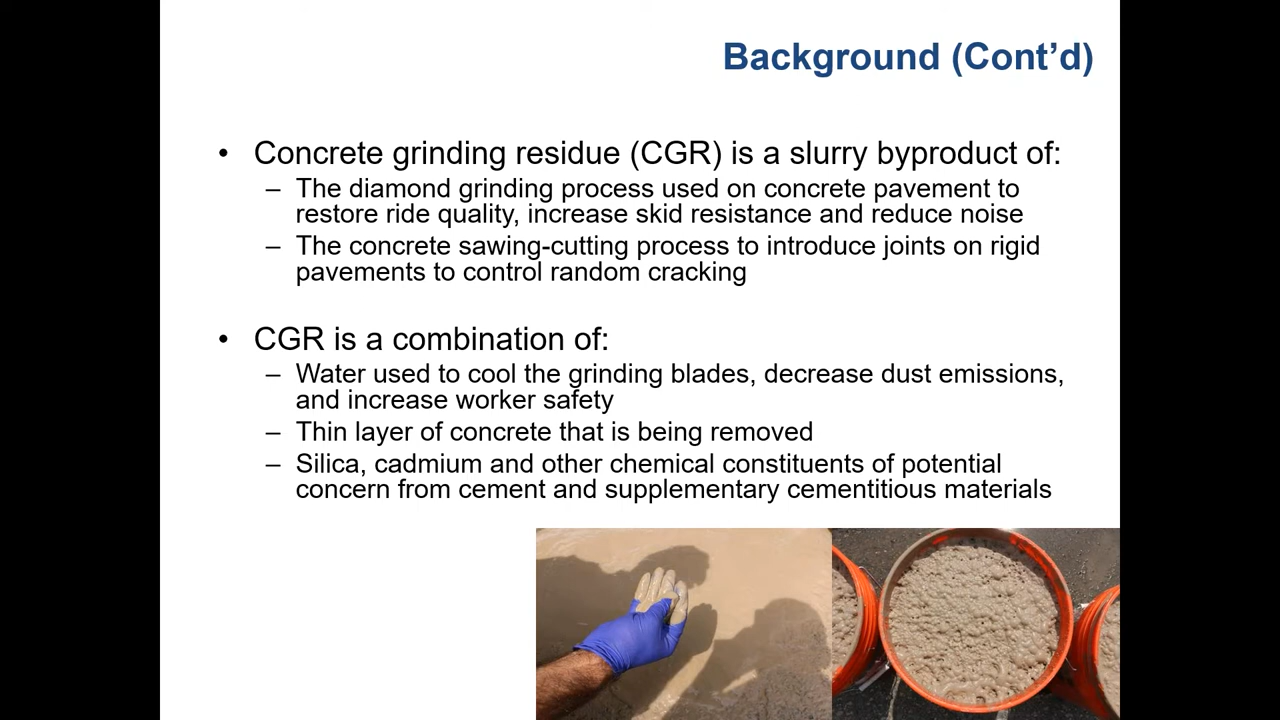 Background (Cont’d)
• Concrete grinding residue (CGR) is a slurry byproduct of:
– The diamond grinding process used on concrete pavement to
restore ride quality, increase skid resistance and reduce noise
– The concrete sawing-cutting process to introduce joints on rigid
pavements to control random cracking
• CGR is a combination of:
– Water used to cool the grinding blades, decrease dust emissions,
and increase worker safety
– Thin layer of concrete that is being removed
– Silica, cadmium and other chemical constituents of potential
concern from cement and supplementary cementitious materials